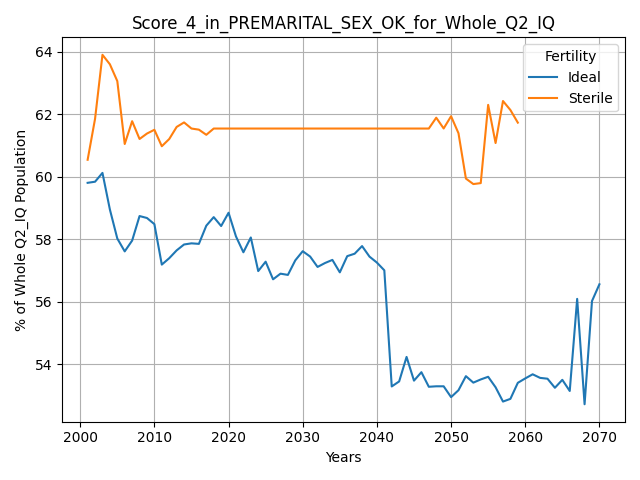 Score_4_in_PREMARITAL_SEX_OK_for_Whole_Q2_IQ
% of Whole Q2_IQ Population
64
62
60
58
56
54
Fertility
Ideal
Sterile
2000 2010 2020 2030 2040 2050 2060 2070
Years